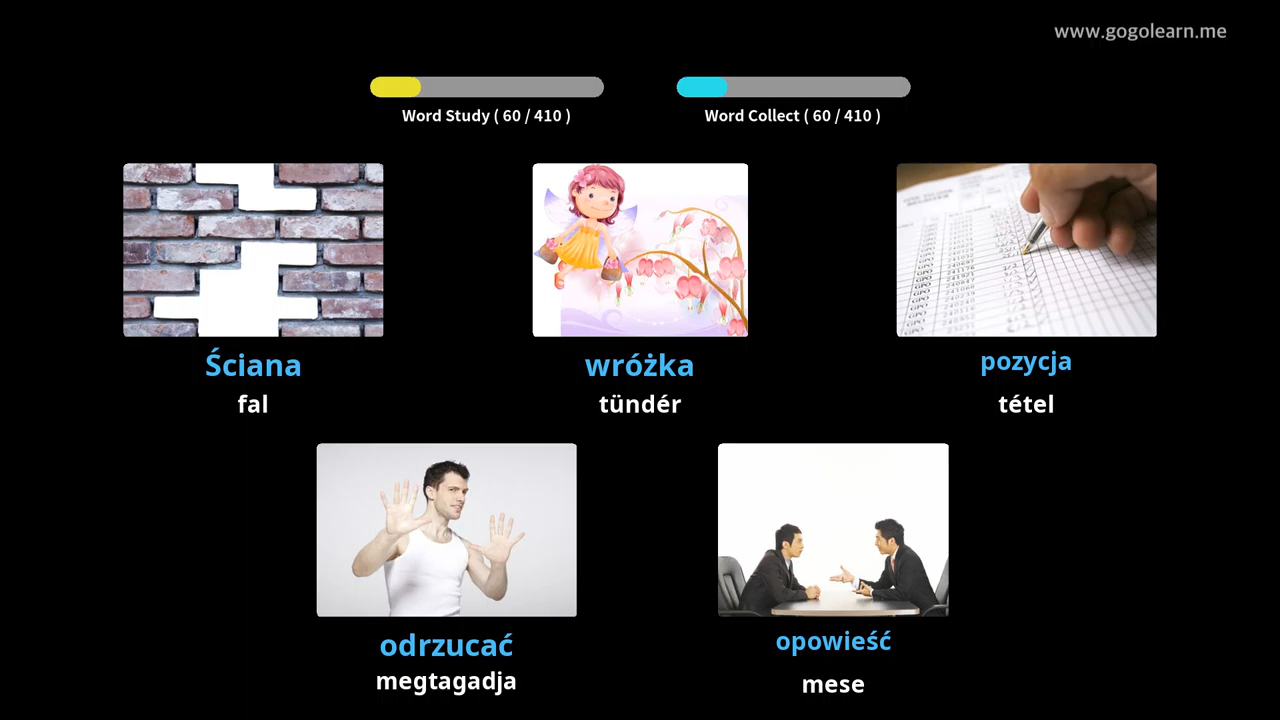 www.gogolearn.me
Word Study ( 60 / 410 )
Word Collect ( 60 / 410 )
Ściana
fal
wróżka
tündér
pozycja
tétel
odrzucać
megtagadja
opowieść
mese